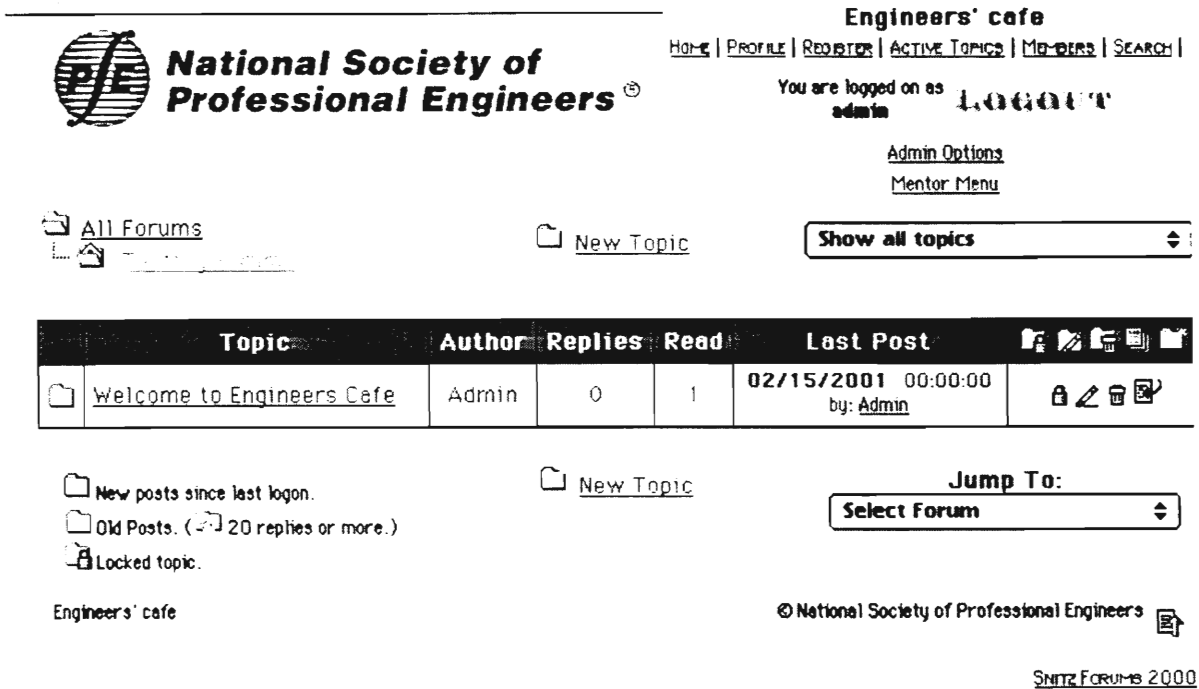 Engineers' cafe
HOME | PROFILE | REGISTER | ACTIVE TOPICS | MEMBERS | SEARCH |
PE
National Society of
Professional Engineers ®
You are logged on as
admin
LOGOUT
Admin Options
Mentor Menu
All Forums
New Topic
Show all topics
Topic Author Replies Read Last Post
Welcome to Engineers Cafe Admin 0 1 02/15/2001 00:00:00
by: Admin
New posts since last logon.
Old Posts. ( 20 replies or more.)
Locked topic.
New Topic
Jump To:
Select Forum
Engineers' cafe
© National Society of Professional Engineers
SNITZ FORUMS 2000